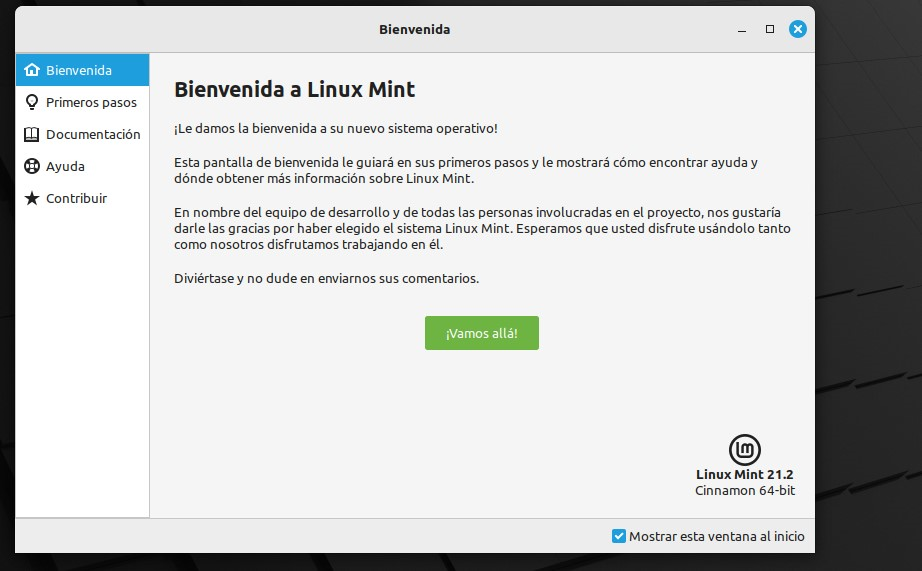 Bienvenida
Bienvenida
Primeros pasos
Documentación
Ayuda
Contribuir
Bienvenida a Linux Mint
¡Le damos la bienvenida a su nuevo sistema operativo!
Esta pantalla de bienvenida le guiará en sus primeros pasos y le mostrará cómo encontrar ayuda y
dónde obtener más información sobre Linux Mint.
En nombre del equipo de desarrollo y de todas las personas involucradas en el proyecto, nos gustaría
darle las gracias por haber elegido el sistema Linux Mint. Esperamos que usted disfrute usándolo tanto
como nosotros disfrutamos trabajando en él.
Diviértase y no dude en enviarnos sus comentarios.
¡Vamos allá!
Linux Mint 21.2
Cinnamon 64-bit
Mostrar esta ventana al inicio